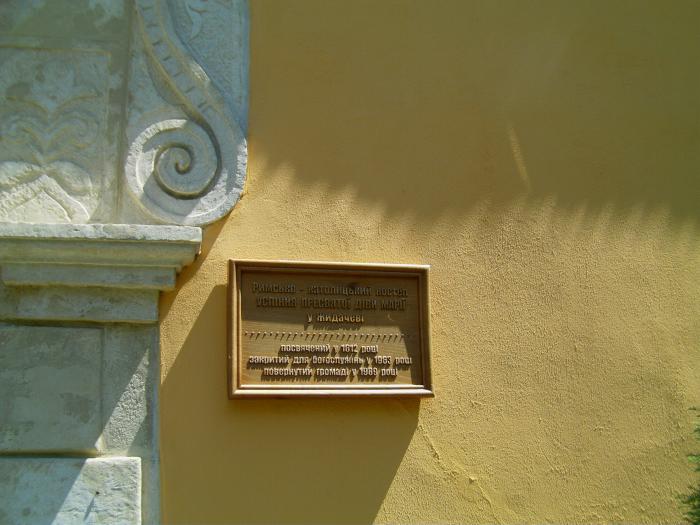 Римсько - католицький костел
Успіння Пресвятої Діви Марії
у Жидачеві
посвячений у 1612 році
закритий для богослужінь у 1963 році
повернутий громаді у 1989 році